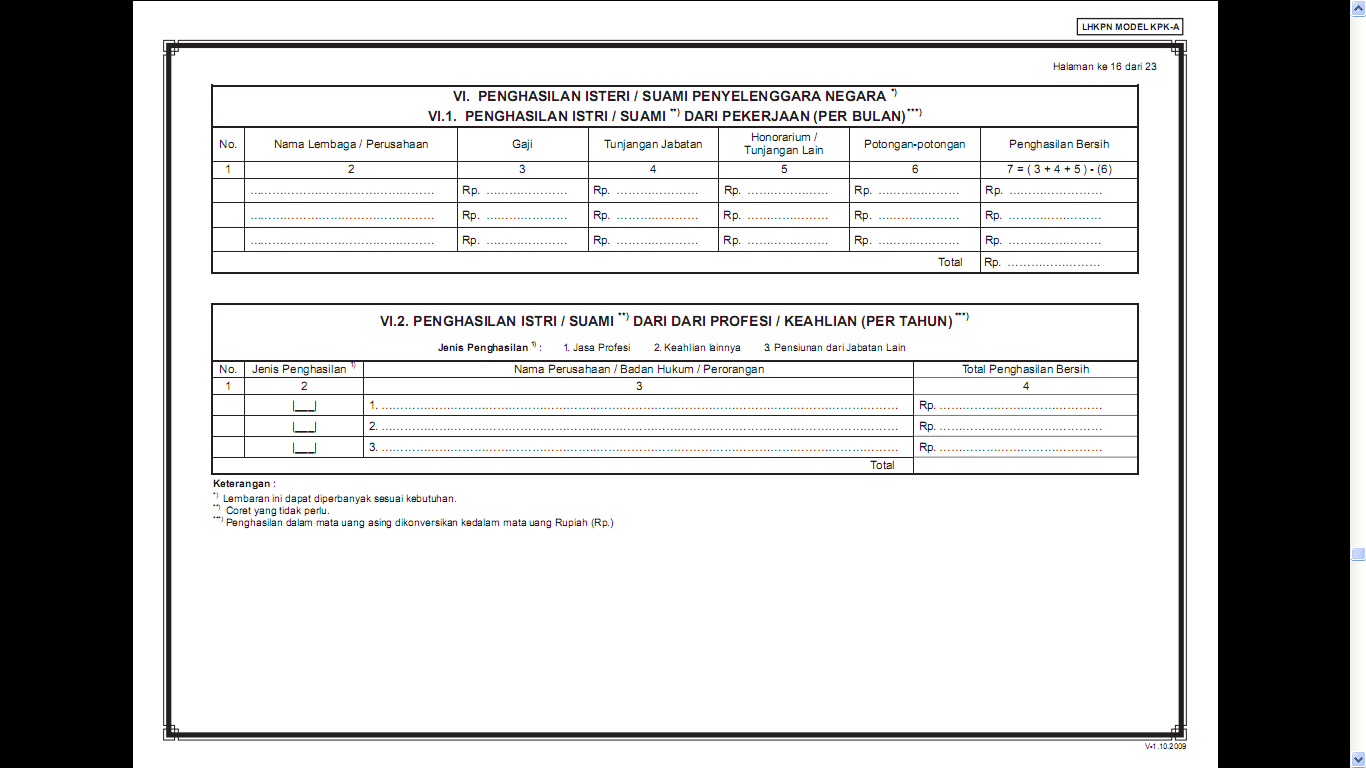 LHKPN MODEL KPK-A
Halaman ke 16 dari 23
VI. PENGHASILAN ISTERI / SUAMI PENYELENGGARA NEGARA *)
VI.1. PENGHASILAN ISTRI / SUAMI **) DARI PEKERJAAN (PER BULAN) ***)
No. Nama Lembaga / Perusahaan Gaji Tunjangan Jabatan Honorarium / Tunjangan Lain Potongan-potongan Penghasilan Bersih
1 2 3 4 5 6 7 = ( 3 + 4 + 5 ) - (6)
........................................ Rp. .................... Rp. .................... Rp. .................... Rp. .................... Rp. ....................
........................................ Rp. .................... Rp. .................... Rp. .................... Rp. .................... Rp. ....................
........................................ Rp. .................... Rp. .................... Rp. .................... Rp. .................... Rp. ....................
Total Rp. ....................
VI.2. PENGHASILAN ISTRI / SUAMI **) DARI DARI PROFESI / KEAHLIAN (PER TAHUN) ***)
Jenis Penghasilan 1) : 1. Jasa Profesi 2. Keahlian lainnya 3. Pensiunan dari Jabatan Lain
No. Jenis Penghasilan 1) Nama Perusahaan / Badan Hukum / Perorangan Total Penghasilan Bersih
1 2 3 4
|___| 1. ........................................ Rp. ....................
|___| 2. ........................................ Rp. ....................
|___| 3. ........................................ Rp. ....................
Total
Keterangan :
*) Lembaran ini dapat diperbanyak sesuai kebutuhan.
**) Coret yang tidak perlu.
***) Penghasilan dalam mata uang asing dikonversikan kedalam mata uang Rupiah (Rp.)
V-1.10.2009